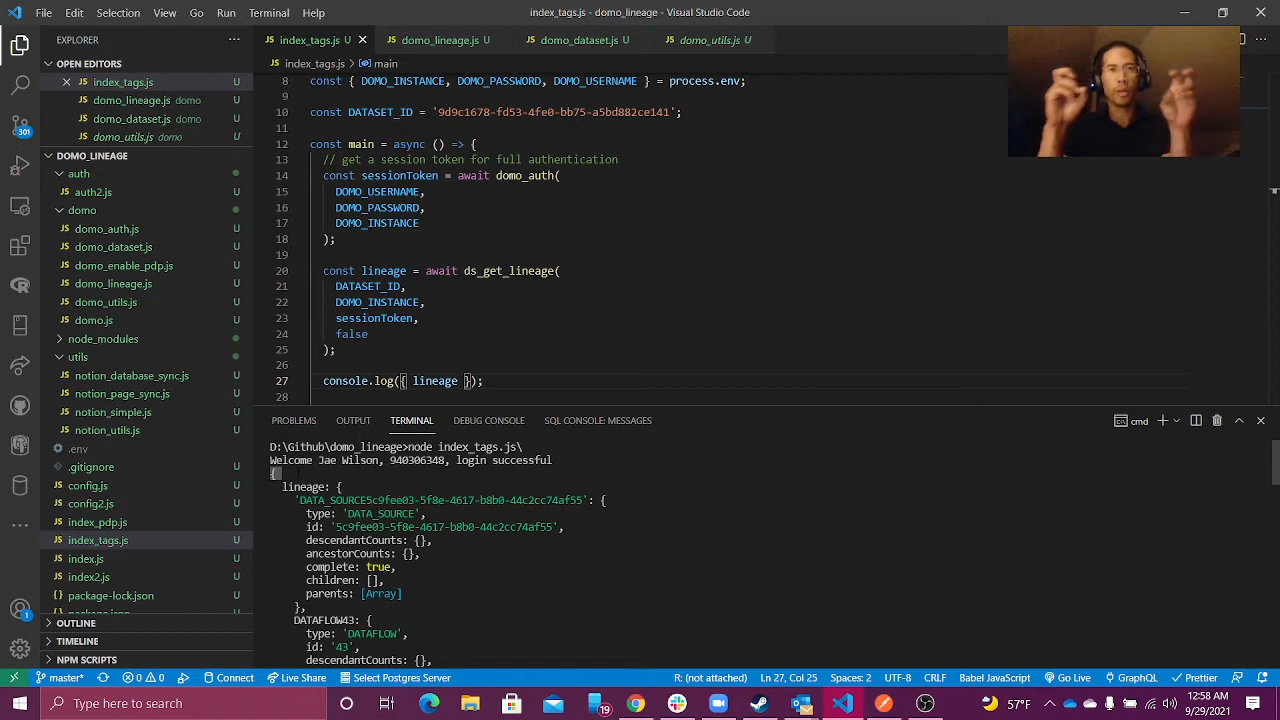 File Edit Selection View Go Run Terminal Help
index_tags.js - domo_lineage - Visual Studio Code
EXPLORER
index_tags.js U
domo_lineage.js U
domo_dataset.js U
domo_utils.js U
OPEN EDITORS
index_tags.js U
domo_lineage.js domo U
domo_dataset.js domo U
domo_utils.js domo U
DOMO_LINEAGE
auth
auth2.js U
domo
domo_auth.js U
domo_dataset.js U
domo_enable_pdp.js U
domo_lineage.js U
domo_utils.js U
domo.js U
node_modules
utils
notion_database_sync.js U
notion_page_sync.js U
notion_simple.js U
notion_utils.js U
.env
.gitignore U
config.js U
config2.js U
index_pdp.js U
index_tags.js U
index.js U
index2.js U
package-lock.json U
package.json U
OUTLINE
TIMELINE
NPM SCRIPTS
301
1
index_tags.js > main
8 const { DOMO_INSTANCE, DOMO_PASSWORD, DOMO_USERNAME } = process.env;
9
10 const DATASET_ID = '9d9c1678-fd53-4fe0-bb75-a5bd882ce141';
11
12 const main = async () => {
13 // get a session token for full authentication
14 const sessionToken = await domo_auth(
15 DOMO_USERNAME,
16 DOMO_PASSWORD,
17 DOMO_INSTANCE
18 );
19
20 const lineage = await ds_get_lineage(
21 DATASET_ID,
22 DOMO_INSTANCE,
23 sessionToken,
24 false
25 );
26
27 console.log({ lineage });
28
PROBLEMS OUTPUT TERMINAL DEBUG CONSOLE SQL CONSOLE: MESSAGES
cmd
D:\Github\domo_lineage>node index_tags.js\
Welcome Jae Wilson, 940306348, login successful
{
lineage: {
'DATA_SOURCE5c9fee03-5f8e-4617-b8b0-44c2cc74af55': {
type: 'DATA_SOURCE',
id: '5c9fee03-5f8e-4617-b8b0-44c2cc74af55',
descendantCounts: {},
ancestorCounts: {},
complete: true,
children: [],
parents: [Array]
},
DATAFLOW43: {
type: 'DATAFLOW',
id: '43',
descendantCounts: {},
master* 0 0 Connect Live Share Select Postgres Server
R: (not attached) Ln 27, Col 25 Spaces: 2 UTF-8 CRLF Babel JavaScript Go Live GraphQL Prettier
Type here to search
19
57°F
12:58 AM
9/29/2021